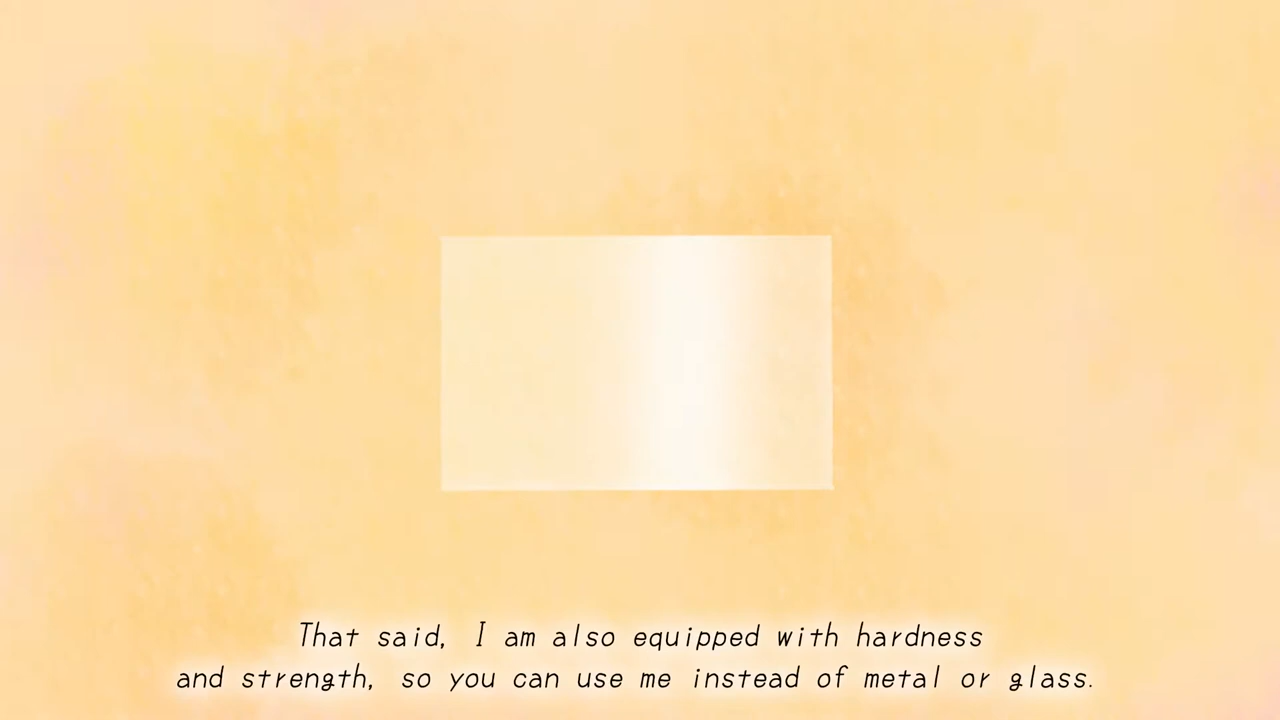 That said, I am also equipped with hardness
and strength, so you can use me instead of metal or glass.